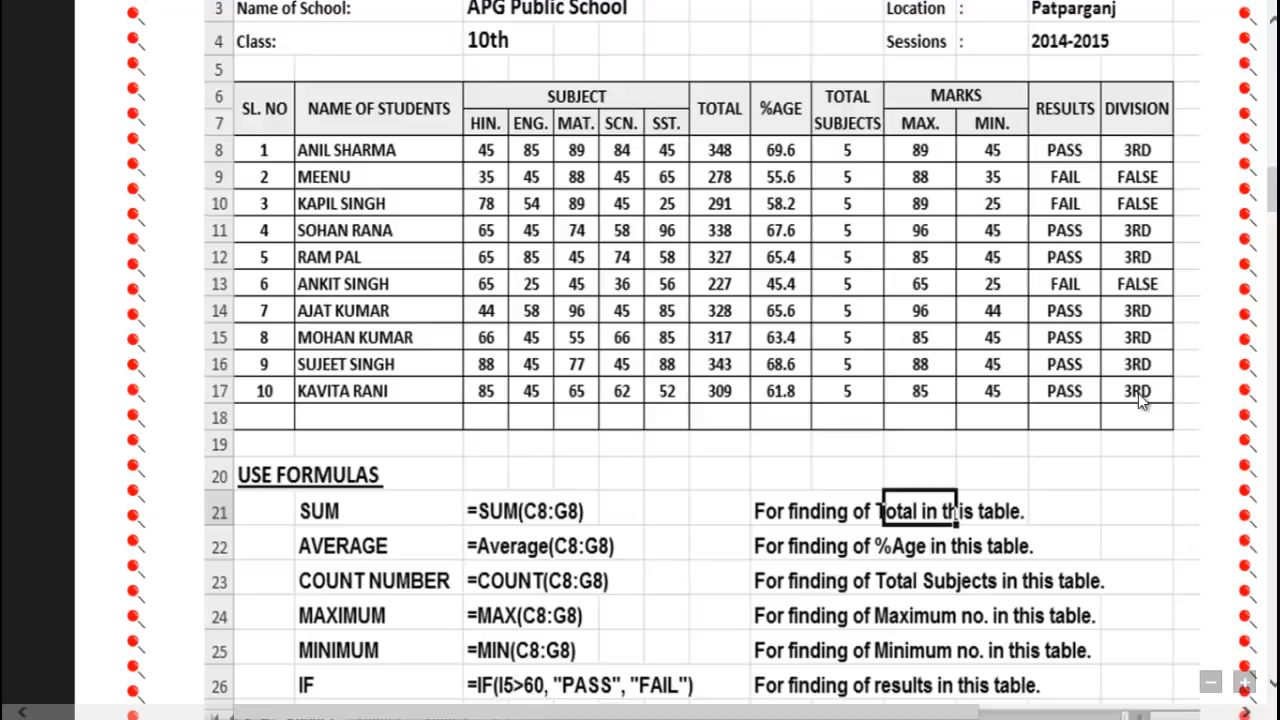 3 Name of School: APG Public School Location : Patparganj
4 Class: 10th Sessions : 2014-2015
5
6 SL. NO NAME OF STUDENTS SUBJECT TOTAL %AGE TOTAL SUBJECTS MARKS RESULTS DIVISION
7 HIN. ENG. MAT. SCN. SST. MAX. MIN.
8 1 ANIL SHARMA 45 85 89 84 45 348 69.6 5 89 45 PASS 3RD
9 2 MEENU 35 45 88 45 65 278 55.6 5 88 35 FAIL FALSE
10 3 KAPIL SINGH 78 54 89 45 25 291 58.2 5 89 25 FAIL FALSE
11 4 SOHAN RANA 65 45 74 58 96 338 67.6 5 96 45 PASS 3RD
12 5 RAM PAL 65 85 45 74 58 327 65.4 5 85 45 PASS 3RD
13 6 ANKIT SINGH 65 25 45 36 56 227 45.4 5 65 25 FAIL FALSE
14 7 AJAT KUMAR 44 58 96 45 85 328 65.6 5 96 44 PASS 3RD
15 8 MOHAN KUMAR 66 45 55 66 85 317 63.4 5 85 45 PASS 3RD
16 9 SUJEET SINGH 88 45 77 45 88 343 68.6 5 88 45 PASS 3RD
17 10 KAVITA RANI 85 45 65 62 52 309 61.8 5 85 45 PASS 3RD
18
19
20 USE FORMULAS
21 SUM =SUM(C8:G8) For finding of Total in this table.
22 AVERAGE =Average(C8:G8) For finding of %Age in this table.
23 COUNT NUMBER =COUNT(C8:G8) For finding of Total Subjects in this table.
24 MAXIMUM =MAX(C8:G8) For finding of Maximum no. in this table.
25 MINIMUM =MIN(C8:G8) For finding of Minimum no. in this table.
26 IF =IF(I5>60, "PASS", "FAIL") For finding of results in this table.